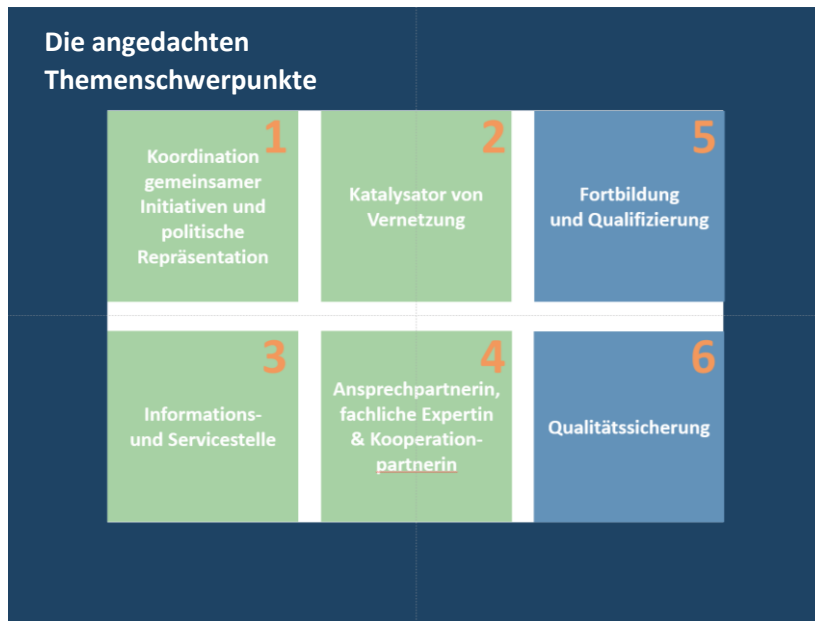 Die angedachten
Themenschwerpunkte
1
Koordination
gemeinsamer
Initiativen und
politische
Repräsentation
2
Katalysator von
Vernetzung
5
Fortbildung
und Qualifizierung
3
Informations-
und Servicestelle
4
Ansprechpartnerin,
fachliche Expertin
& Kooperation-
partnerin
6
Qualitätssicherung